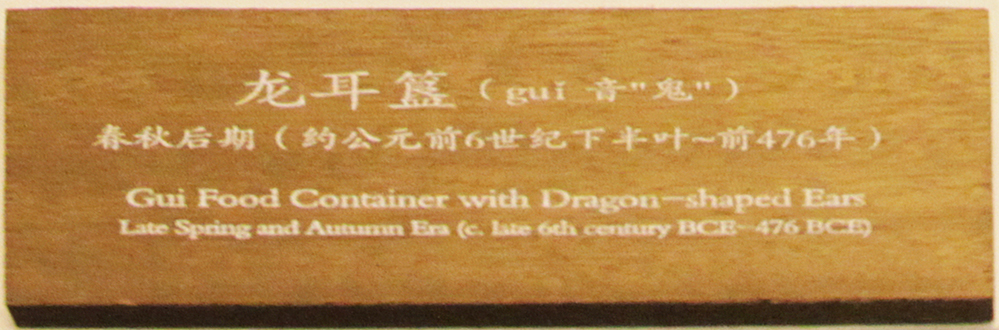 龙耳簋（guǐ 音"鬼"）
春秋后期（约公元前6世纪下半叶~前476年）
Gui Food Container with Dragon-shaped Ears
Late Spring and Autumn Era (c. late 6th century BCE- 476 BCE)